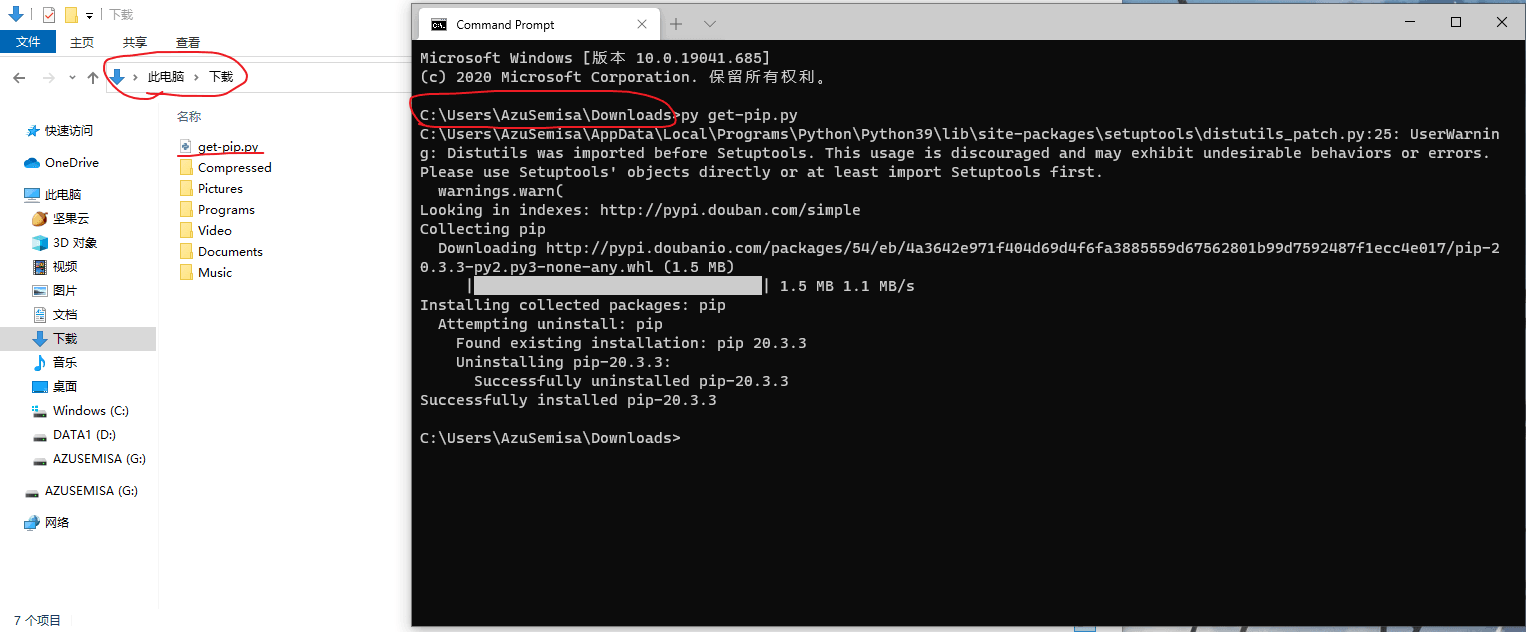 下载
文件 主页 共享 查看
此电脑 下载
名称
快速访问
OneDrive
此电脑
坚果云
3D 对象
视频
图片
文档
下载
音乐
桌面
Windows (C:)
DATA1 (D:)
AZUSEMISA (G:)
AZUSEMISA (G:)
网络
get-pip.py
Compressed
Pictures
Programs
Video
Documents
Music
7 个项目
Command Prompt
Microsoft Windows [版本 10.0.19041.685]
(c) 2020 Microsoft Corporation. 保留所有权利。
C:\Users\AzuSemisa\Downloads>py get-pip.py
C:\Users\AzuSemisa\AppData\Local\Programs\Python\Python39\lib\site-packages\setuptools\distutils_patch.py:25: UserWarnin
g: Distutils was imported before Setuptools. This usage is discouraged and may exhibit undesirable behaviors or errors.
Please use Setuptools' objects directly or at least import Setuptools first.
warnings.warn(
Looking in indexes: http://pypi.douban.com/simple
Collecting pip
Downloading http://pypi.doubanio.com/packages/54/eb/4a3642e971f404d69d4f6fa3885559d67562801b99d7592487f1ecc4e017/pip-2
0.3.3-py2.py3-none-any.whl (1.5 MB)
| | 1.5 MB 1.1 MB/s
Installing collected packages: pip
Attempting uninstall: pip
Found existing installation: pip 20.3.3
Uninstalling pip-20.3.3:
Successfully uninstalled pip-20.3.3
Successfully installed pip-20.3.3
C:\Users\AzuSemisa\Downloads>